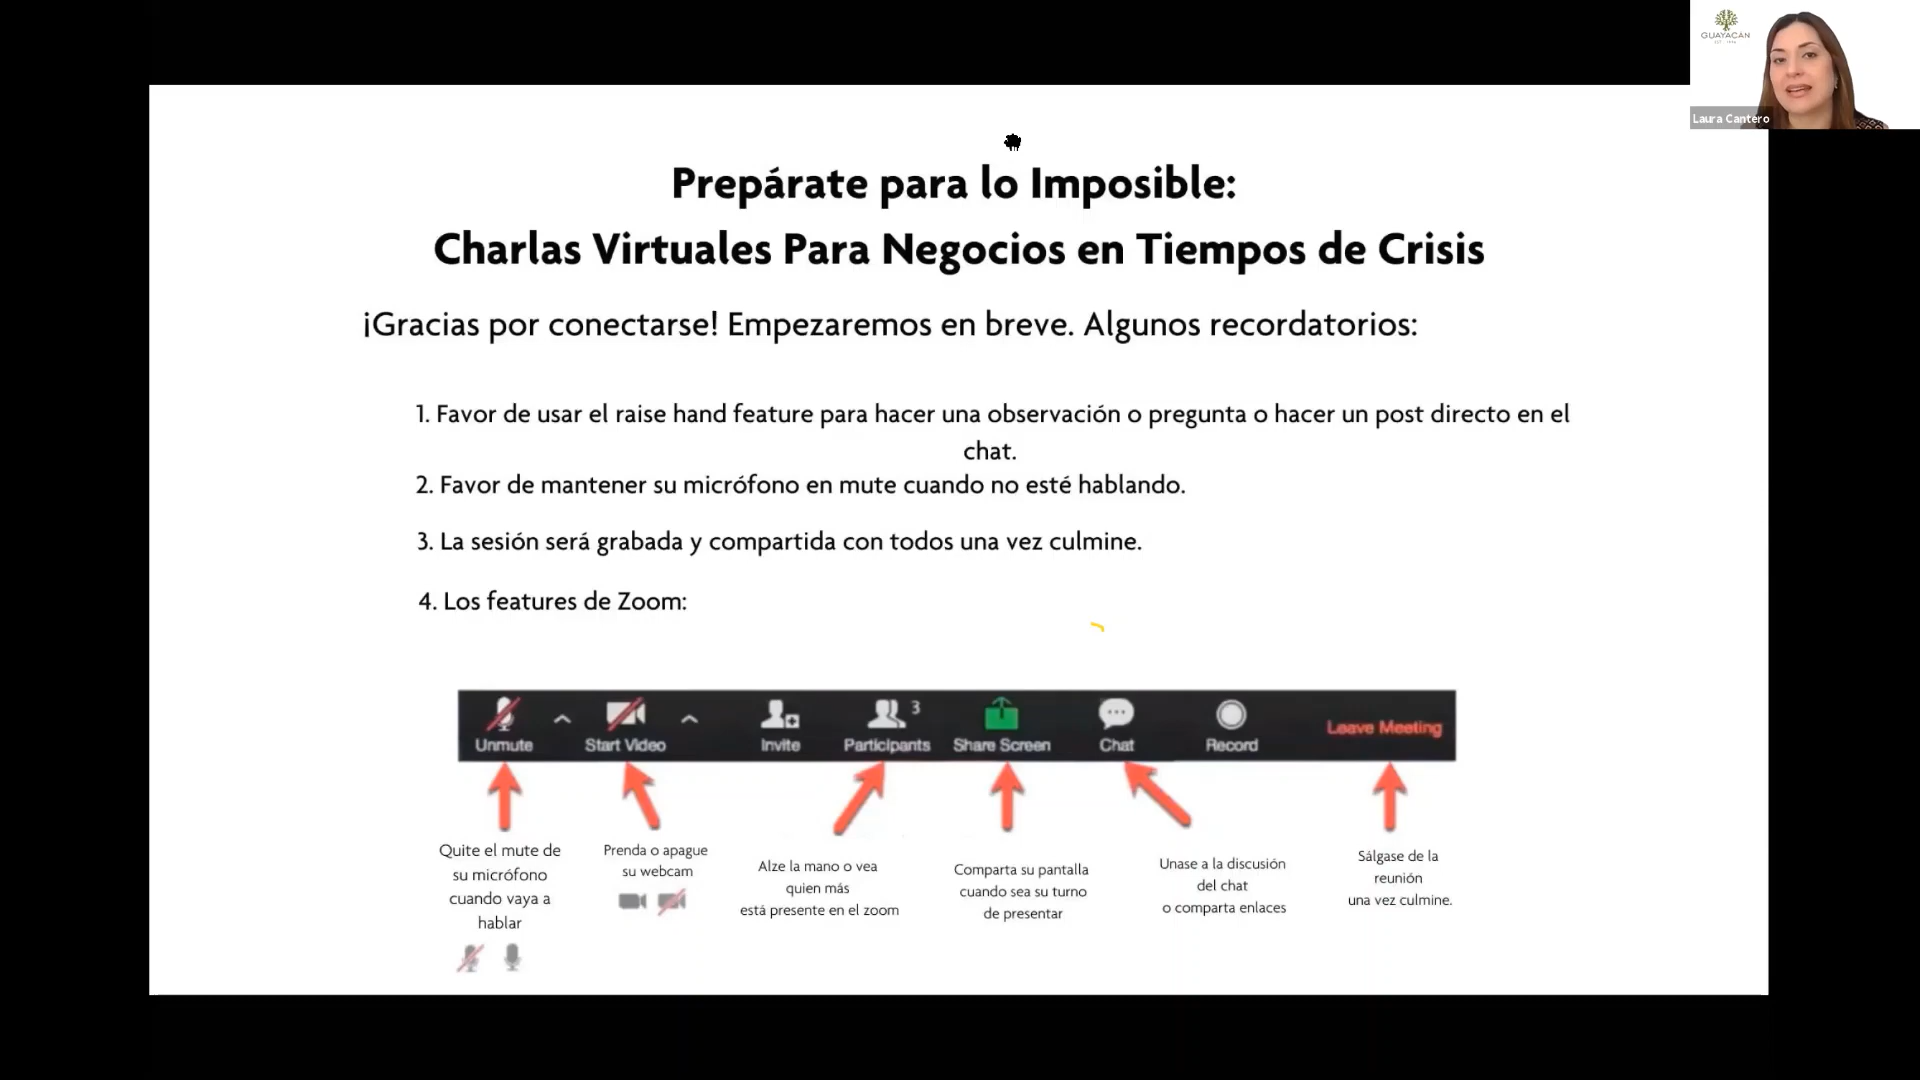 GUAYACÁN
Laura Cantero
Prepárate para lo Imposible:
Charlas Virtuales Para Negocios en Tiempos de Crisis
¡Gracias por conectarse! Empezaremos en breve. Algunos recordatorios:
1. Favor de usar el raise hand feature para hacer una observación o pregunta o hacer un post directo en el
chat.
2. Favor de mantener su micrófono en mute cuando no esté hablando.
3. La sesión será grabada y compartida con todos una vez culmine.
4. Los features de Zoom:
3
Unmute
Start Video
Invite
Participants
Share Screen
Chat
Record
Leave Meeting
Quite el mute de
su micrófono
cuando vaya a
hablar
Prenda o apague
su webcam
Alze la mano o vea
quien más
está presente en el zoom
Comparta su pantalla
cuando sea su turno
de presentar
Unase a la discusión
del chat
o comparta enlaces
Sálgase de la
reunión
una vez culmine.